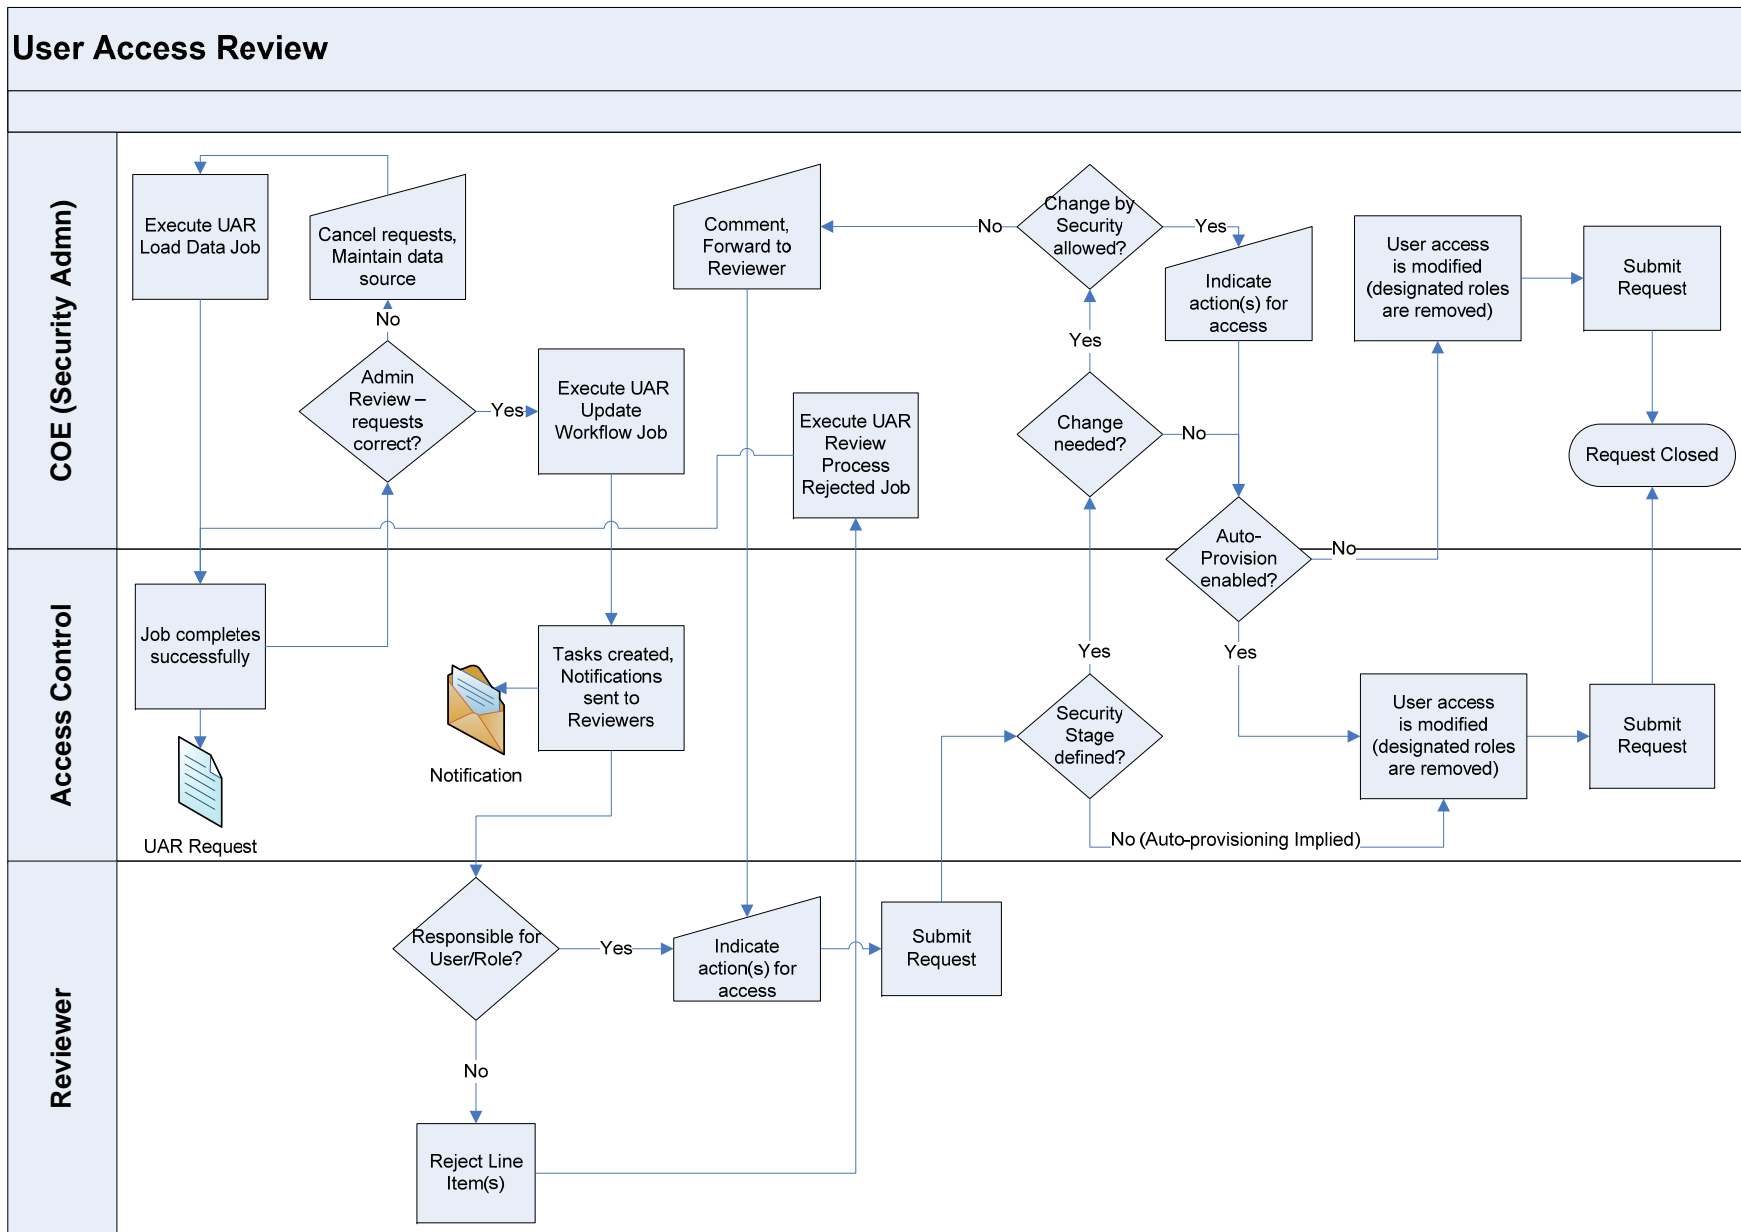 User Access Review
COE (Security Admn)
Execute UAR
Load Data Job
Cancel requests,
Maintain data
source
No
Admin
Review –
requests
correct?
Yes
Execute UAR
Update
Workflow Job
Comment,
Forward to
Reviewer
Execute UAR
Review
Process
Rejected Job
No
Change by
Security
allowed?
Yes
Indicate
action(s) for
access
Yes
Change
needed?
No
User access
is modified
(designated roles
are removed)
Submit
Request
Request Closed
Auto-
Provision
enabled?
No
Access Control
Job completes
successfully
UAR Request
Notification
Tasks created,
Notifications
sent to
Reviewers
Yes
Security
Stage
defined?
No (Auto-provisioning Implied)
Yes
User access
is modified
(designated roles
are removed)
Submit
Request
Reviewer
Responsible for
User/Role?
Yes
Indicate
action(s) for
access
Submit
Request
No
Reject Line
Item(s)